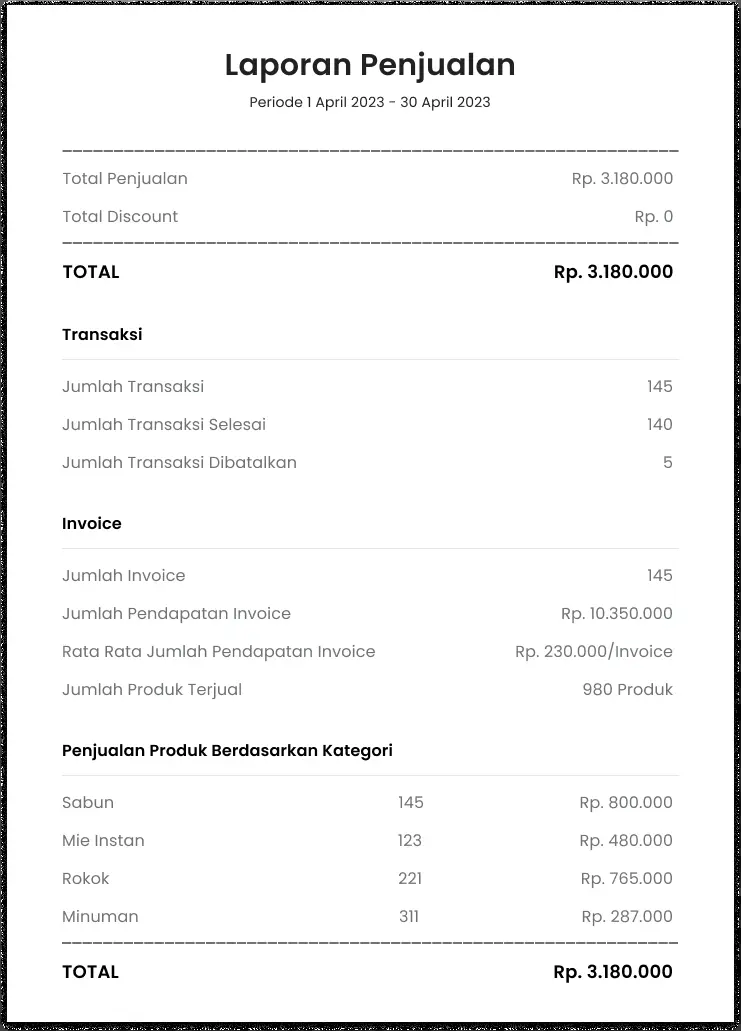 Laporan Penjualan
Periode 1 April 2023 - 30 April 2023
Total Penjualan Rp. 3.180.000
Total Discount Rp. 0
TOTAL Rp. 3.180.000
Transaksi
Jumlah Transaksi 145
Jumlah Transaksi Selesai 140
Jumlah Transaksi Dibatalkan 5
Invoice
Jumlah Invoice 145
Jumlah Pendapatan Invoice Rp. 10.350.000
Rata Rata Jumlah Pendapatan Invoice Rp. 230.000/Invoice
Jumlah Produk Terjual 980 Produk
Penjualan Produk Berdasarkan Kategori
Sabun 145 Rp. 800.000
Mie Instan 123 Rp. 480.000
Rokok 221 Rp. 765.000
Minuman 311 Rp. 287.000
TOTAL Rp. 3.180.000